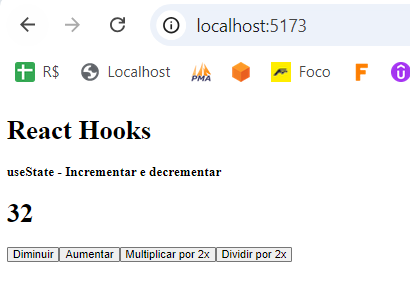 localhost:5173
R$ Localhost PMA Foco
React Hooks
useState - Incrementar e decrementar
32
Diminuir Aumentar Multiplicar por 2x Dividir por 2x